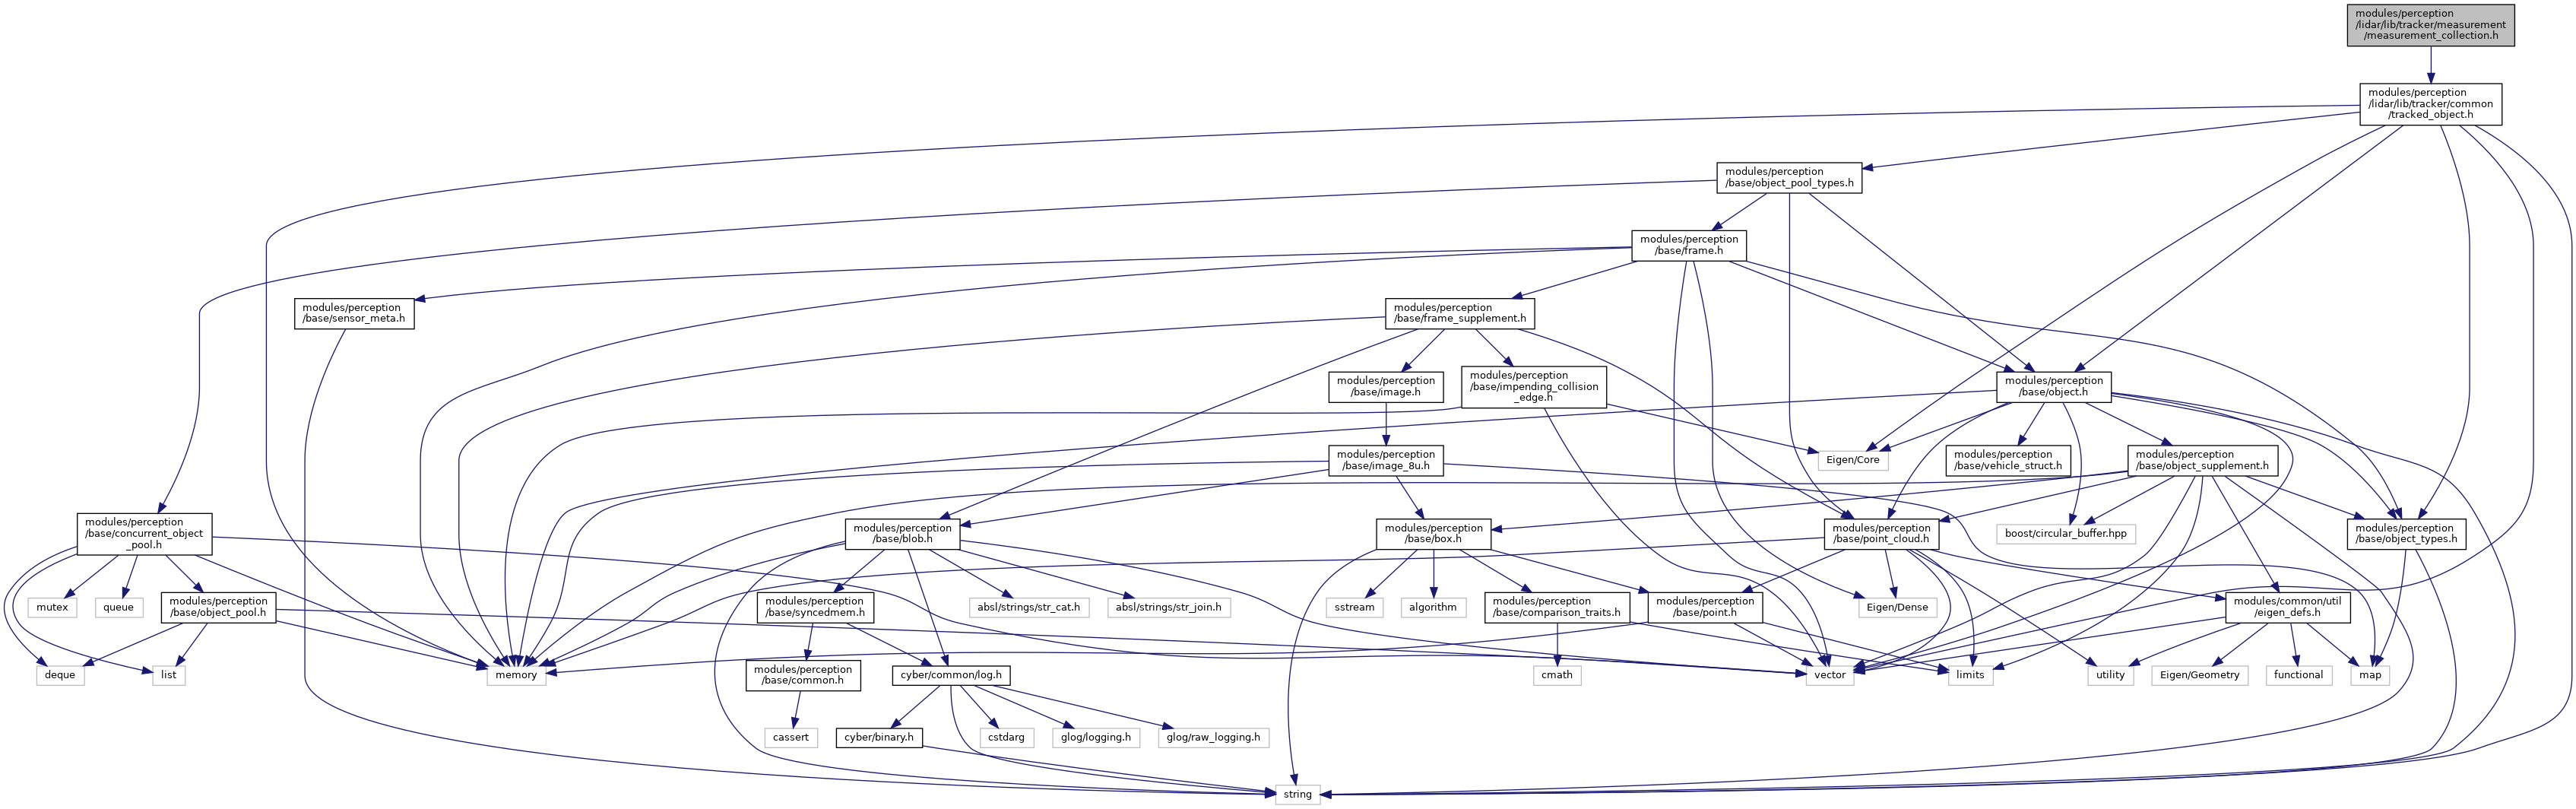 modules/perception
/lidar/lib/tracker/measurement
/measurement_collection.h
modules/perception
/lidar/lib/tracker/common
/tracked_object.h
modules/perception
/base/object_pool_types.h
modules/perception
/base/frame.h
modules/perception
/base/sensor_meta.h
modules/perception
/base/frame_supplement.h
modules/perception
/base/image.h
modules/perception
/base/impending_collision
_edge.h
modules/perception
/base/object.h
modules/perception
/base/image_8u.h
Eigen/Core
modules/perception
/base/vehicle_struct.h
modules/perception
/base/object_supplement.h
modules/perception
/base/concurrent_object
_pool.h
modules/perception
/base/blob.h
modules/perception
/base/box.h
modules/perception
/base/point_cloud.h
boost/circular_buffer.hpp
modules/perception
/base/object_types.h
mutex
queue
modules/perception
/base/object_pool.h
modules/perception
/base/syncedmem.h
absl/strings/str_cat.h
absl/strings/str_join.h
sstream
algorithm
modules/perception
/base/comparison_traits.h
modules/perception
/base/point.h
Eigen/Dense
modules/common/util
/eigen_defs.h
deque
list
memory
modules/perception
/base/common.h
cyber/common/log.h
cmath
vector
limits
utility
Eigen/Geometry
functional
map
cassert
cyber/binary.h
cstdarg
glog/logging.h
glog/raw_logging.h
string